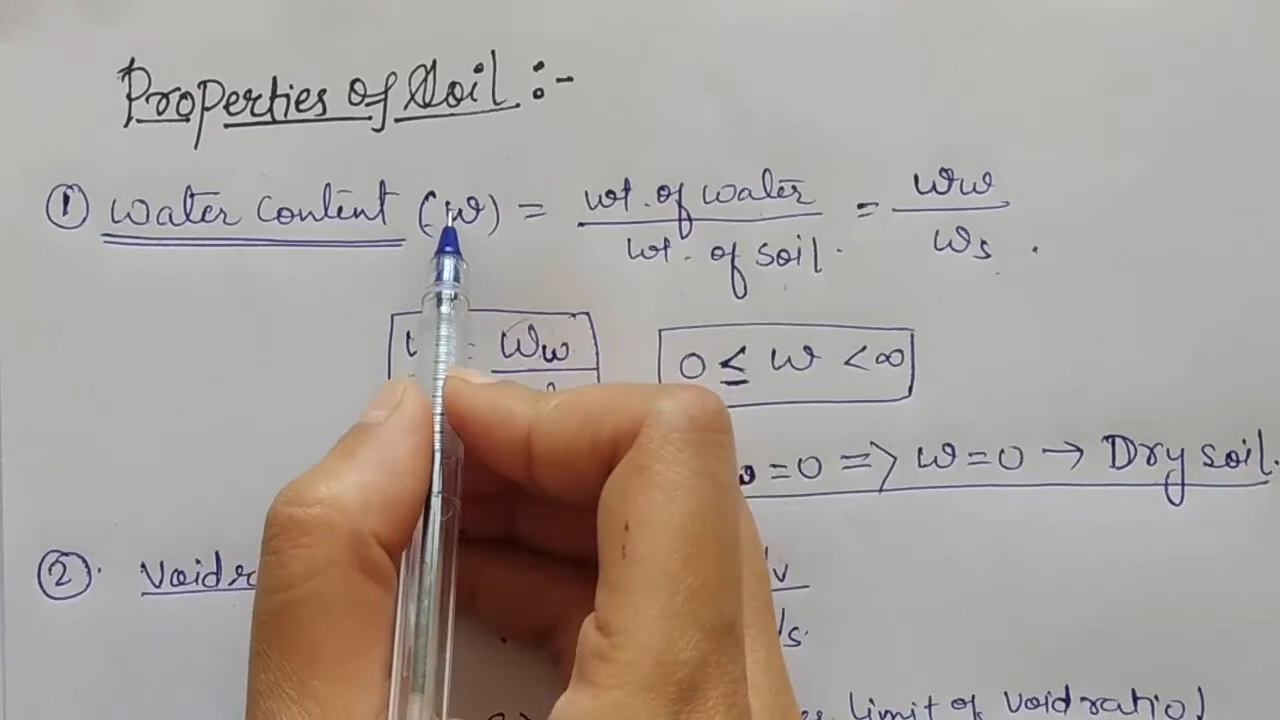 Properties of Soil :-
① Water content (w) = wt. of water / wt. of soil. = Ww / Ws .
Ww
0 ≤ w < ∞
=0 => w=0 → Dry soil.
②.
limit of Void ratio)